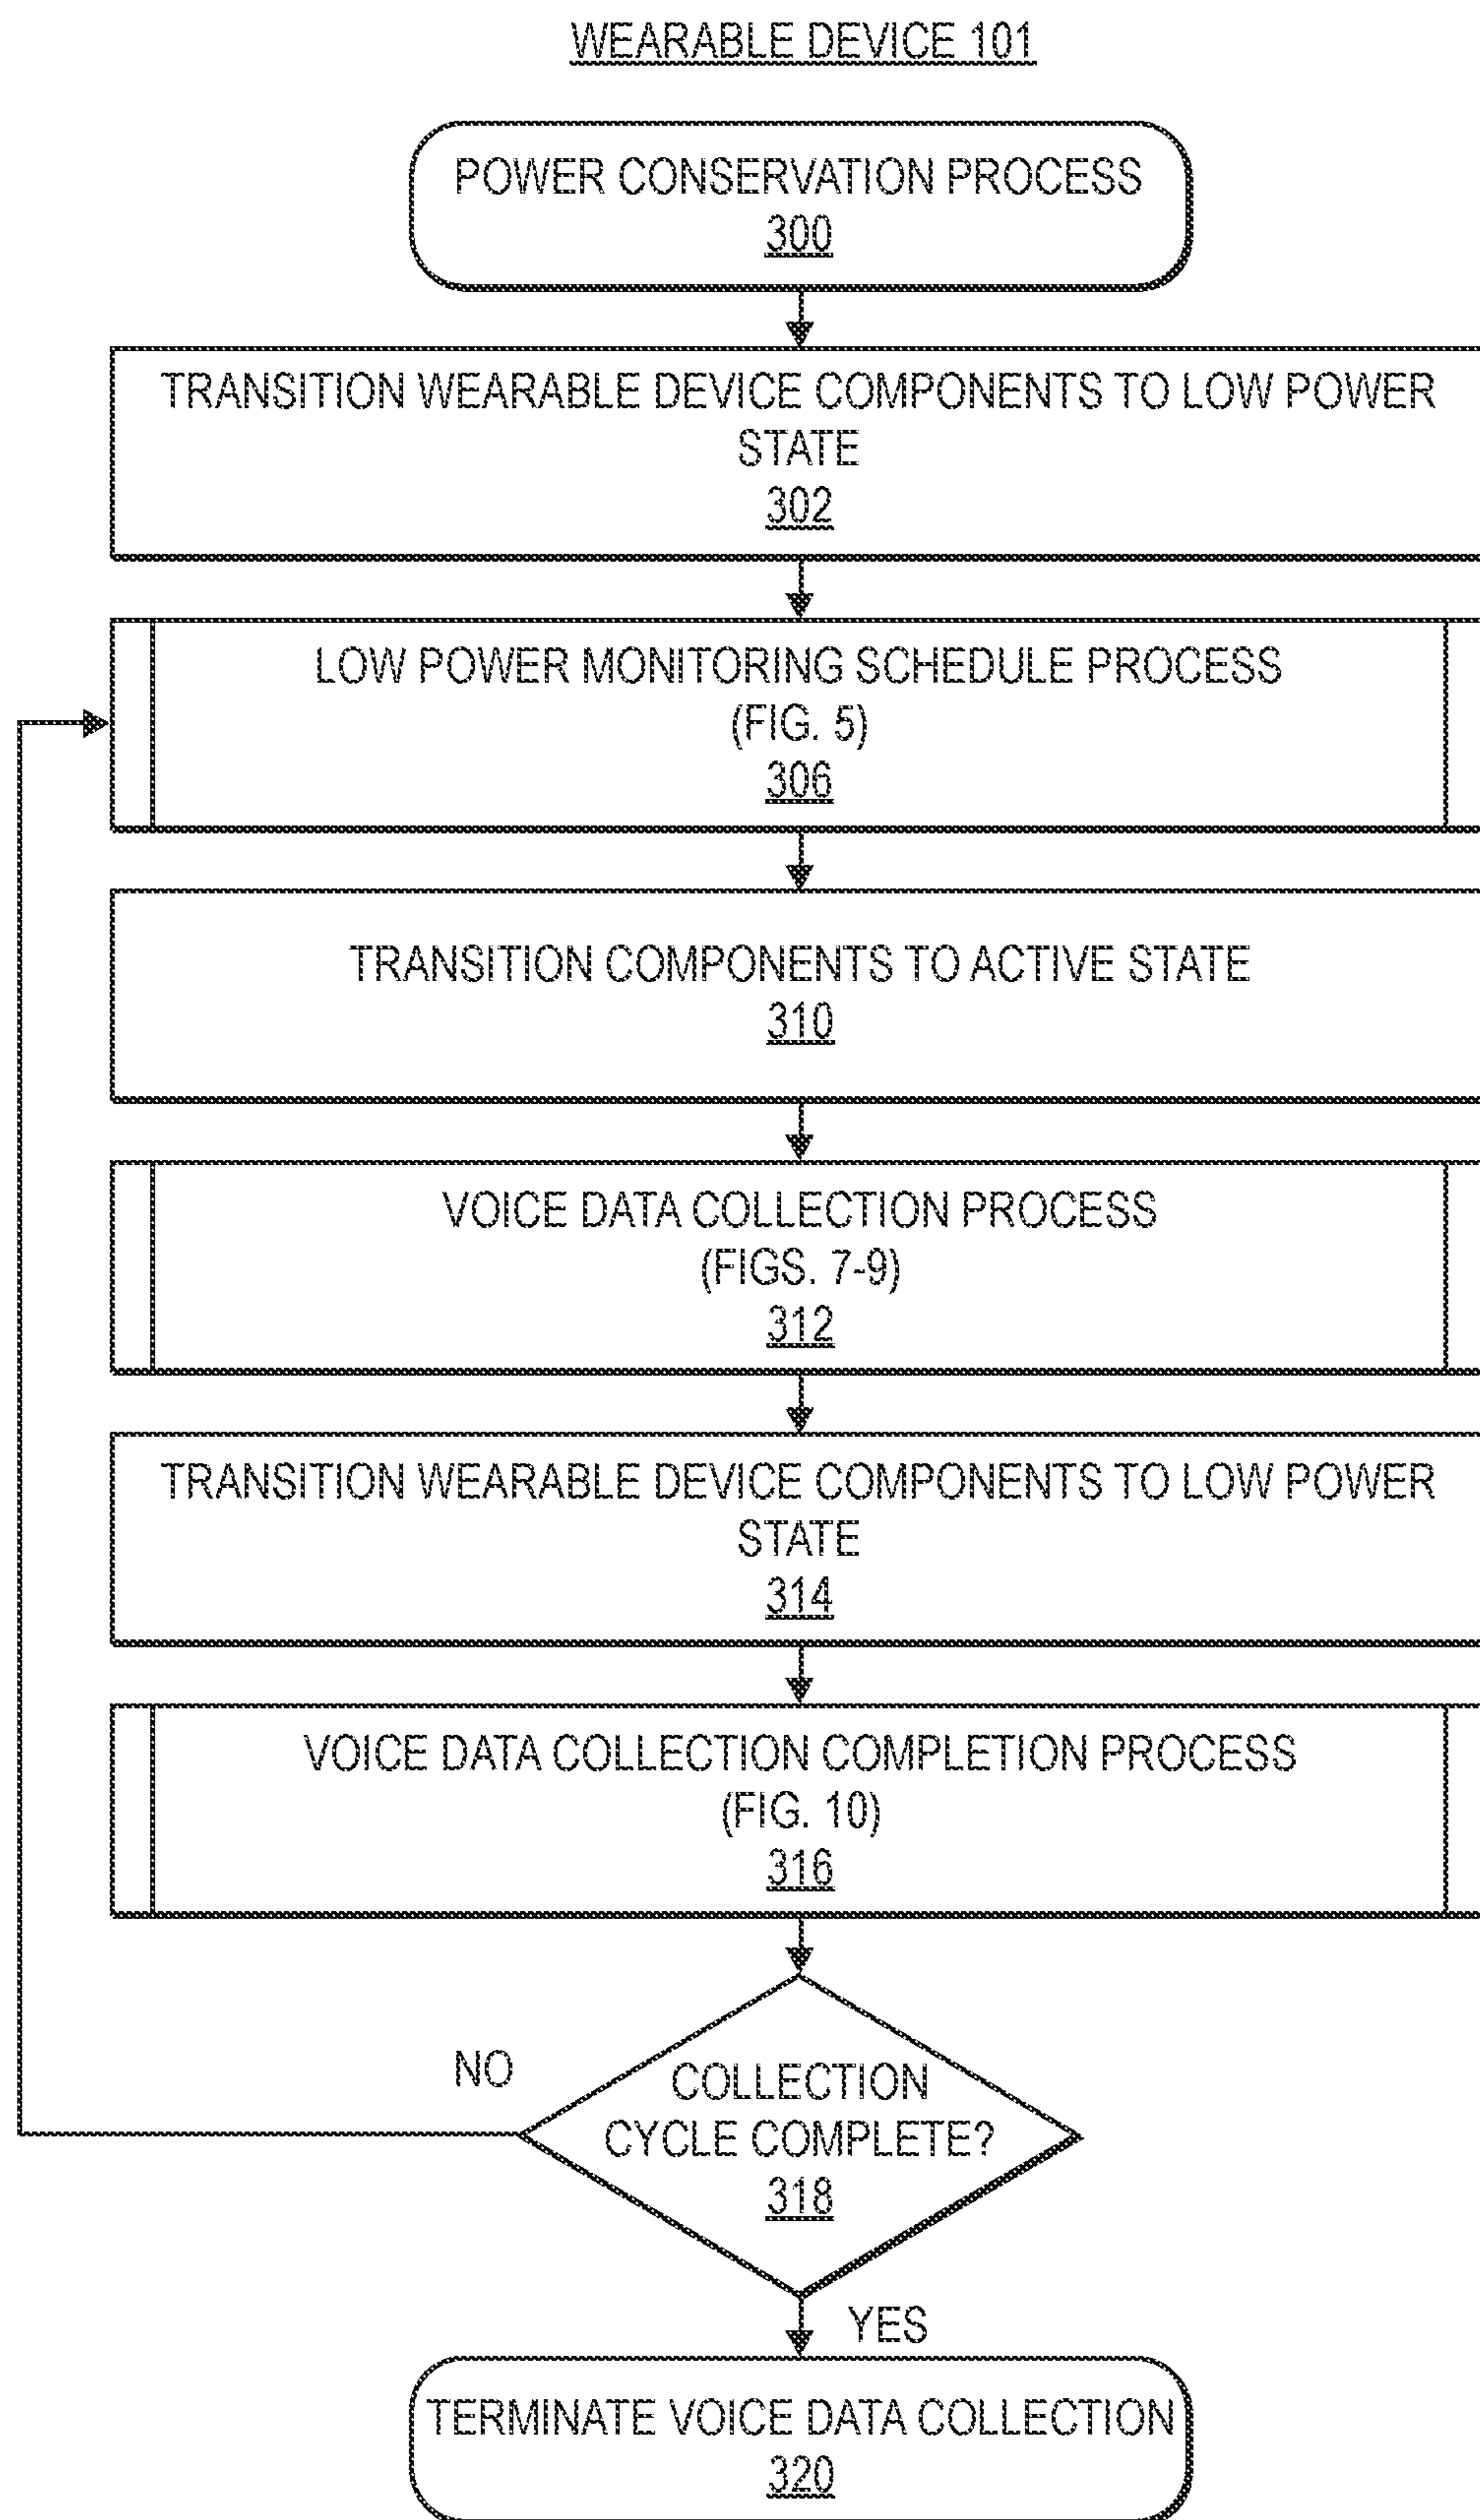 WEARABLE DEVICE 101
POWER CONSERVATION PROCESS
300
TRANSITION WEARABLE DEVICE COMPONENTS TO LOW POWER
STATE
302
LOW POWER MONITORING SCHEDULE PROCESS
(FIG. 5)
306
TRANSITION COMPONENTS TO ACTIVE STATE
310
VOICE DATA COLLECTION PROCESS
(FIGS. 7-9)
312
TRANSITION WEARABLE DEVICE COMPONENTS TO LOW POWER
STATE
314
VOICE DATA COLLECTION COMPLETION PROCESS
(FIG. 10)
316
NO
COLLECTION
CYCLE COMPLETE?
318
YES
TERMINATE VOICE DATA COLLECTION
320